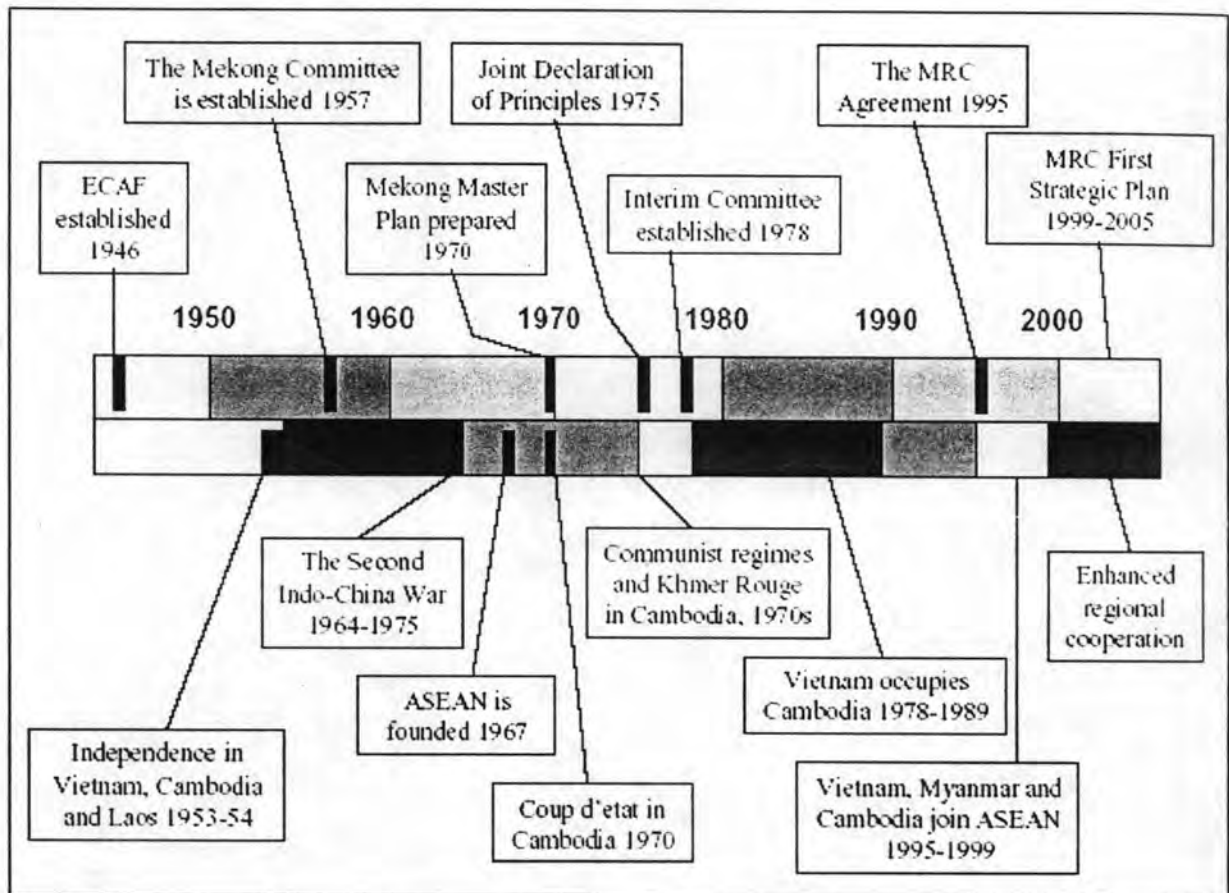 The Mekong Committee
is established 1957
Joint Declaration
of Principles 1975
The MRC
Agreement 1995
ECAF
established
1946
Mekong Master
Plan prepared
1970
Interim Committee
established 1978
MRC First
Strategic Plan
1999-2005
1950 1960 1970 1980 1990 2000
The Second
Indo-China War
1964-1975
Communist regimes
and Khmer Rouge
in Cambodia, 1970s
Enhanced
regional
cooperation
ASEAN is
founded 1967
Vietnam occupies
Cambodia 1978-1989
Independence in
Vietnam, Cambodia
and Laos 1953-54
Coup d'etat in
Cambodia 1970
Vietnam, Myanmar and
Cambodia join ASEAN
1995-1999